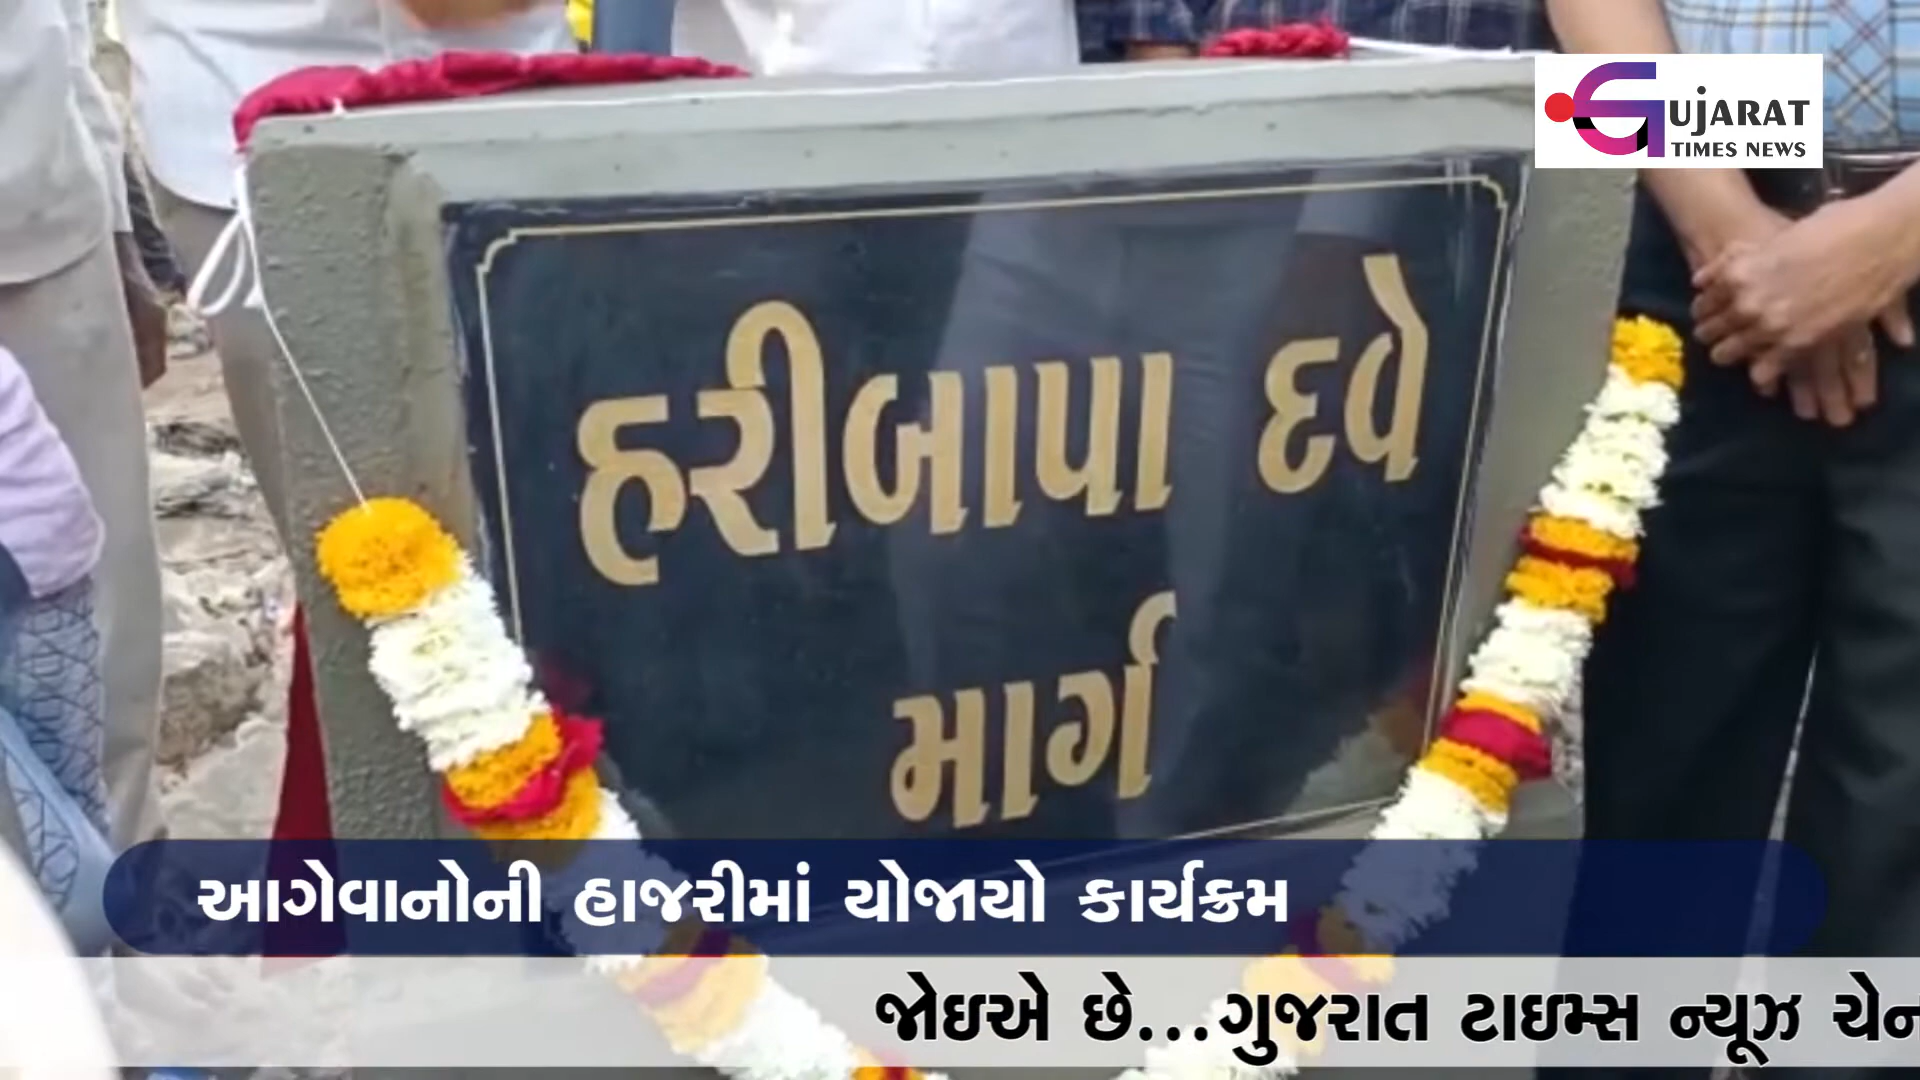 GUJARAT
TIMES NEWS
હરીબાપા દવે
માર્ગ
આગેવાનોની હાજરીમાં યોજાયો કાર્યક્રમ
જોઇએ છે...ગુજરાત ટાઇમ્સ ન્યૂઝ